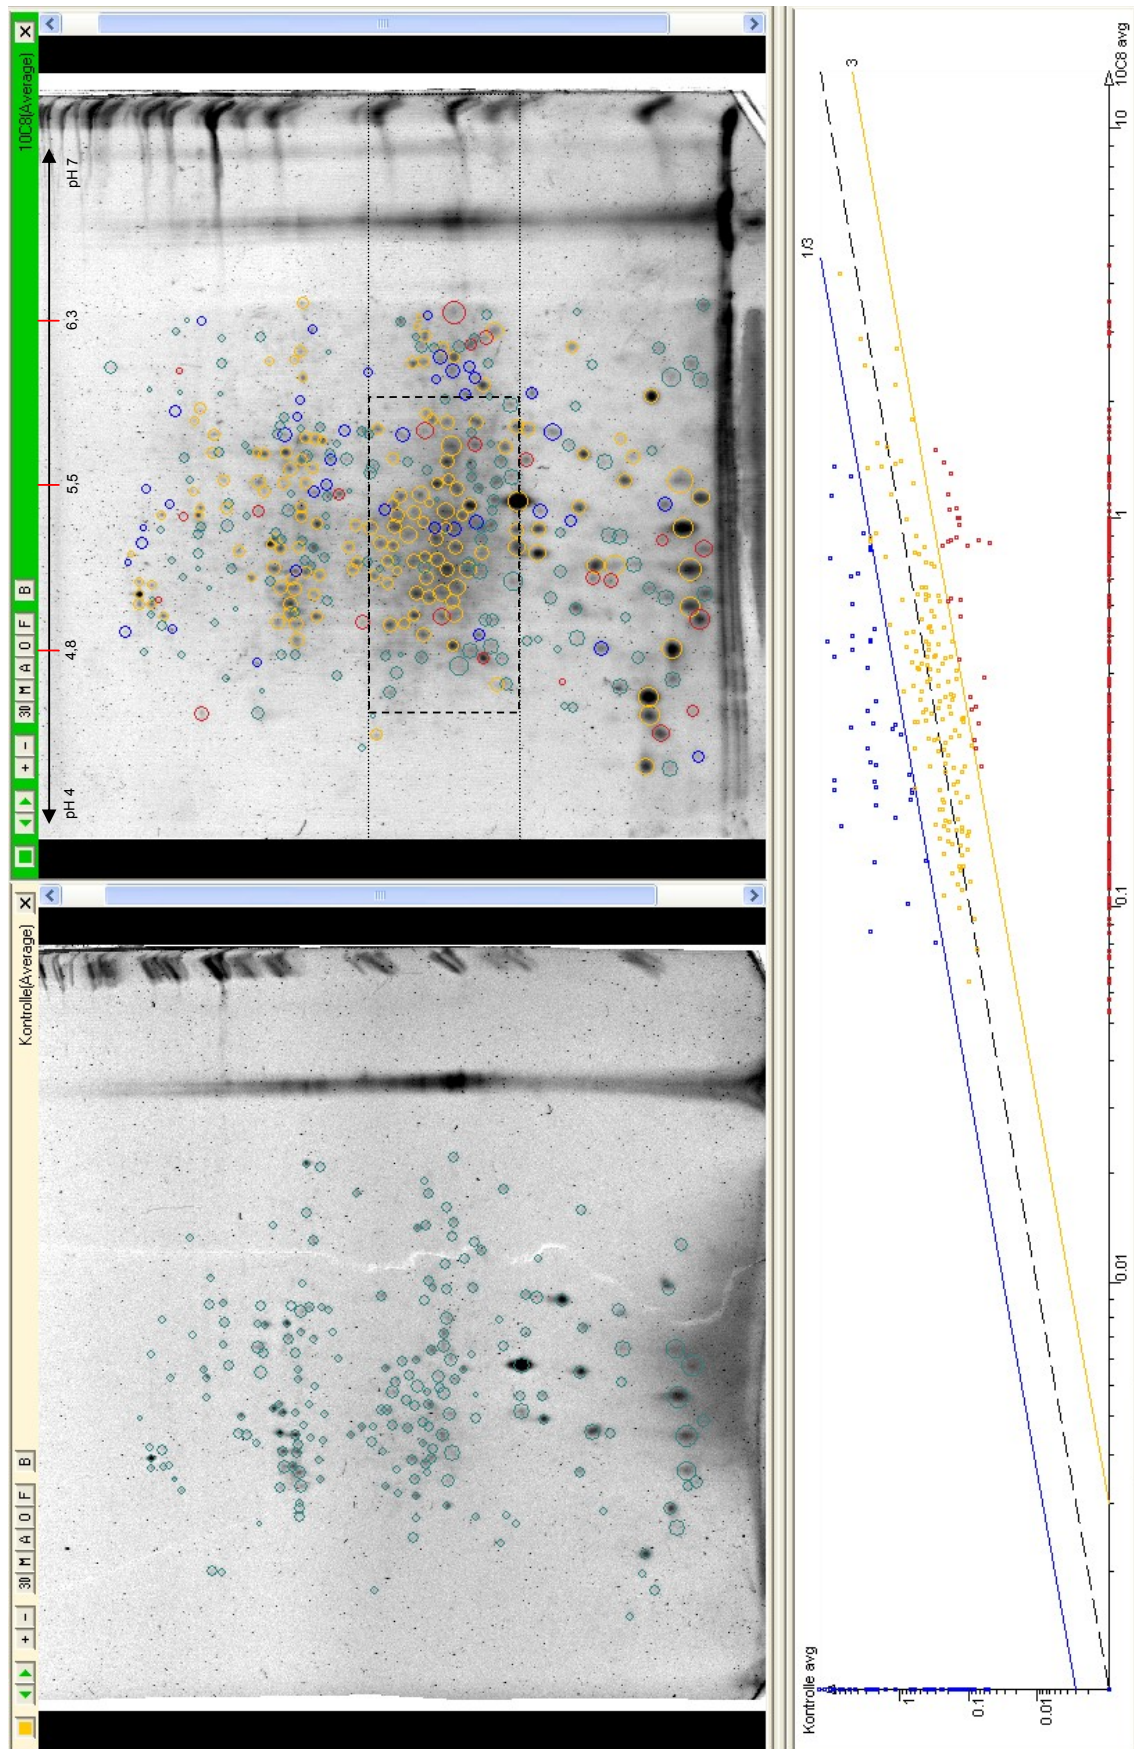 Kontrolle(Average)
+ - 3D M A O F B X
10C8(Average)
+ - 3D M A O F B X
pH 4
4,8
5,5
6,3
pH 7
Kontrolle avg
1
0.1
0.01
1/3
3
0.01
0.1
1
10
10C8 avg